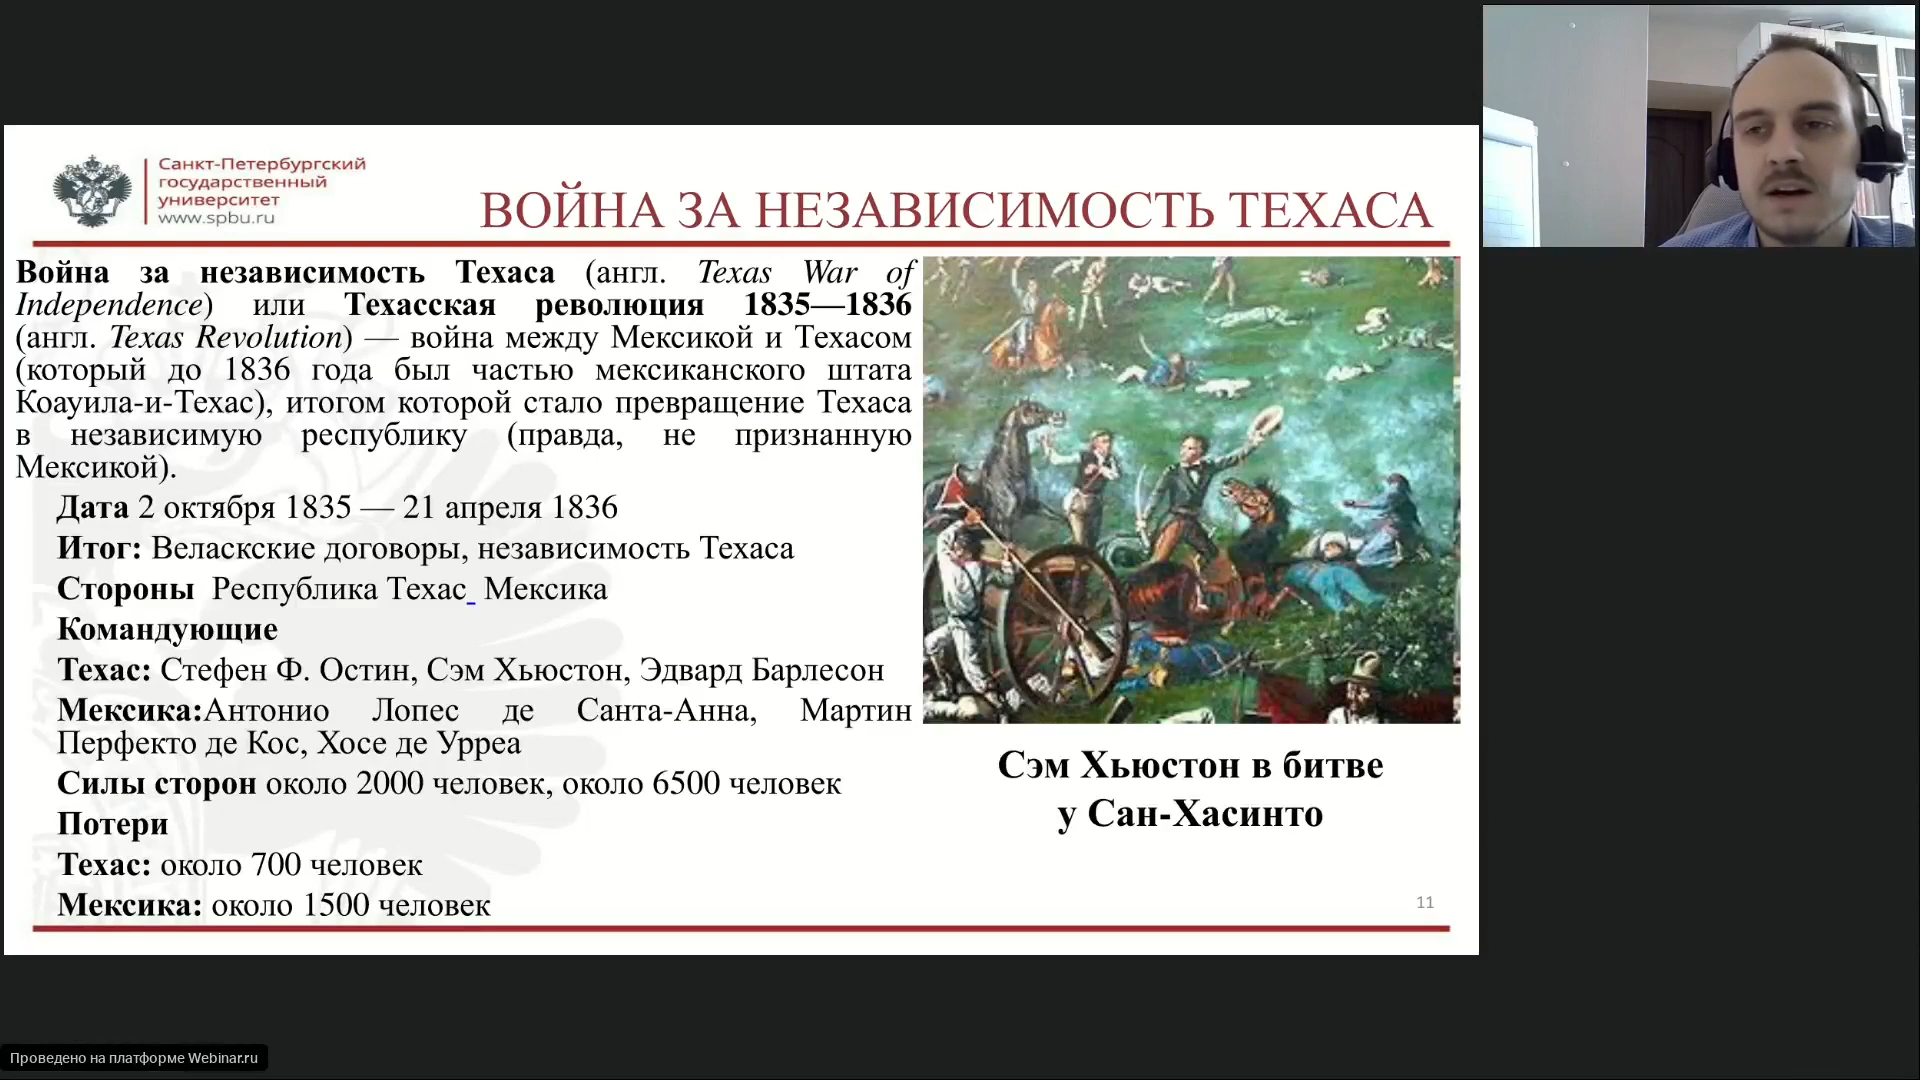 Санкт-Петербургский
государственный
университет
www.spbu.ru
ВОЙНА ЗА НЕЗАВИСИМОСТЬ ТЕХАСА
Война за независимость Техаса (англ. Texas War of
Independence) или Техасская революция 1835—1836
(англ. Texas Revolution) — война между Мексикой и Техасом
(который до 1836 года был частью мексиканского штата
Коауила-и-Техас), итогом которой стало превращение Техаса
в независимую республику (правда, не признанную
Мексикой).
Дата 2 октября 1835 — 21 апреля 1836
Итог: Веласкские договоры, независимость Техаса
Стороны Республика Техас Мексика
Командующие
Техас: Стефен Ф. Остин, Сэм Хьюстон, Эдвард Барлесон
Мексика:Антонио Лопес де Санта-Анна, Мартин
Перфекто де Кос, Хосе де Урреа
Силы сторон около 2000 человек, около 6500 человек
Потери
Техас: около 700 человек
Мексика: около 1500 человек
Сэм Хьюстон в битве
у Сан-Хасинто
11
Проведено на платформе Webinar.ru